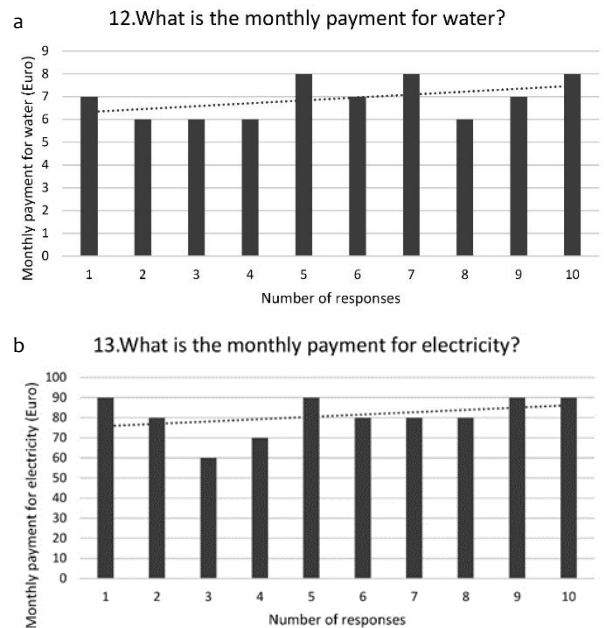 a
12.What is the monthly payment for water?
Monthly payment for water (Euro)
9
8
7
6
5
4
3
2
1
0
1 2 3 4 5 6 7 8 9 10
Number of responses
b
13.What is the monthly payment for electricity?
Monthly payment for electricity (Euro)
100
90
80
70
60
50
40
30
20
10
0
1 2 3 4 5 6 7 8 9 10
Number of responses